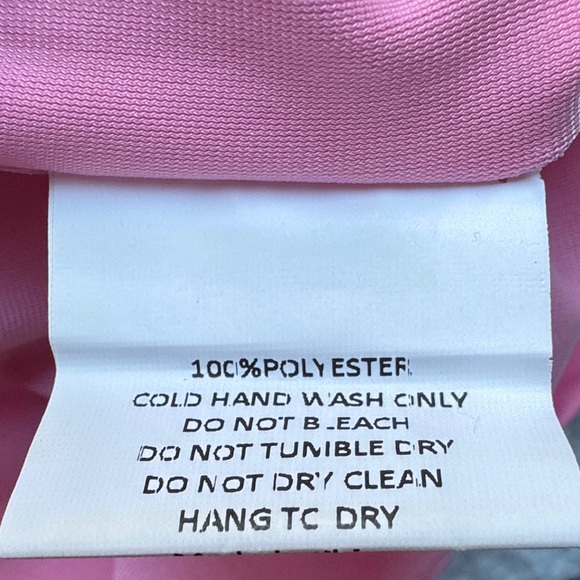 100%POLYESTER
COLD HAND WASH ONLY
DO NOT BLEACH
DO NOT TUMBLE DRY
DO NOT DRY CLEAN
HANG TO DRY